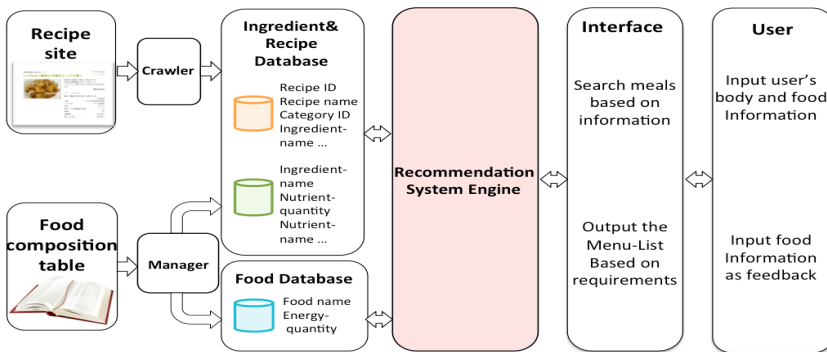 Recipe
site
Crawler
Ingredient&
Recipe
Database
Recipe ID
Recipe name
Category ID
Ingredient-
name ...
Ingredient-
name
Nutrient-
quantity
Nutrient-
name ...
Food
composition
table
Manager
Food Database
Food name
Energy-
quantity
Recommendation
System Engine
Interface
Search meals
based on
information
Output the
Menu-List
Based on
requirements
User
Input user's
body and food
Information
Input food
Information
as feedback